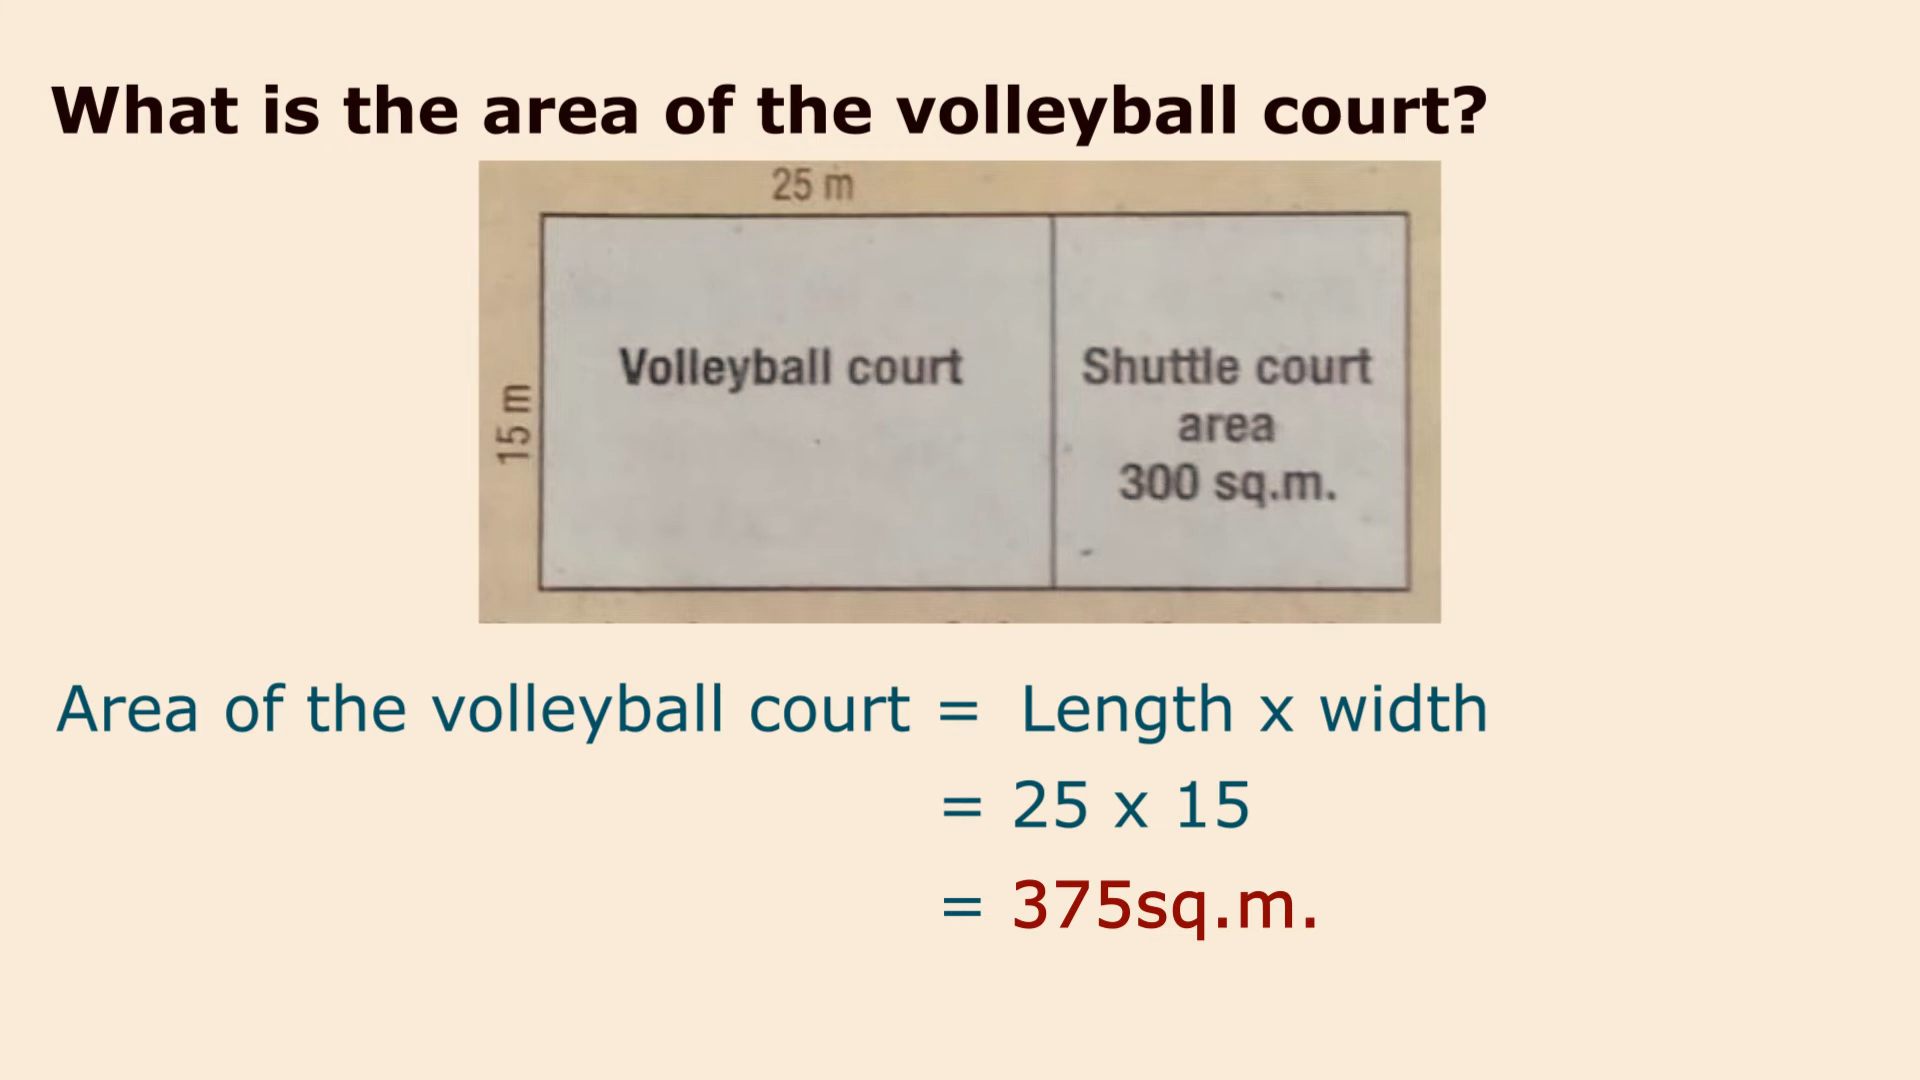 What is the area of the volleyball court?
25 m
15 m
Volleyball court
Shuttle court
area
300 sq.m.
Area of the volleyball court = Length x width
= 25 x 15
= 375sq.m.